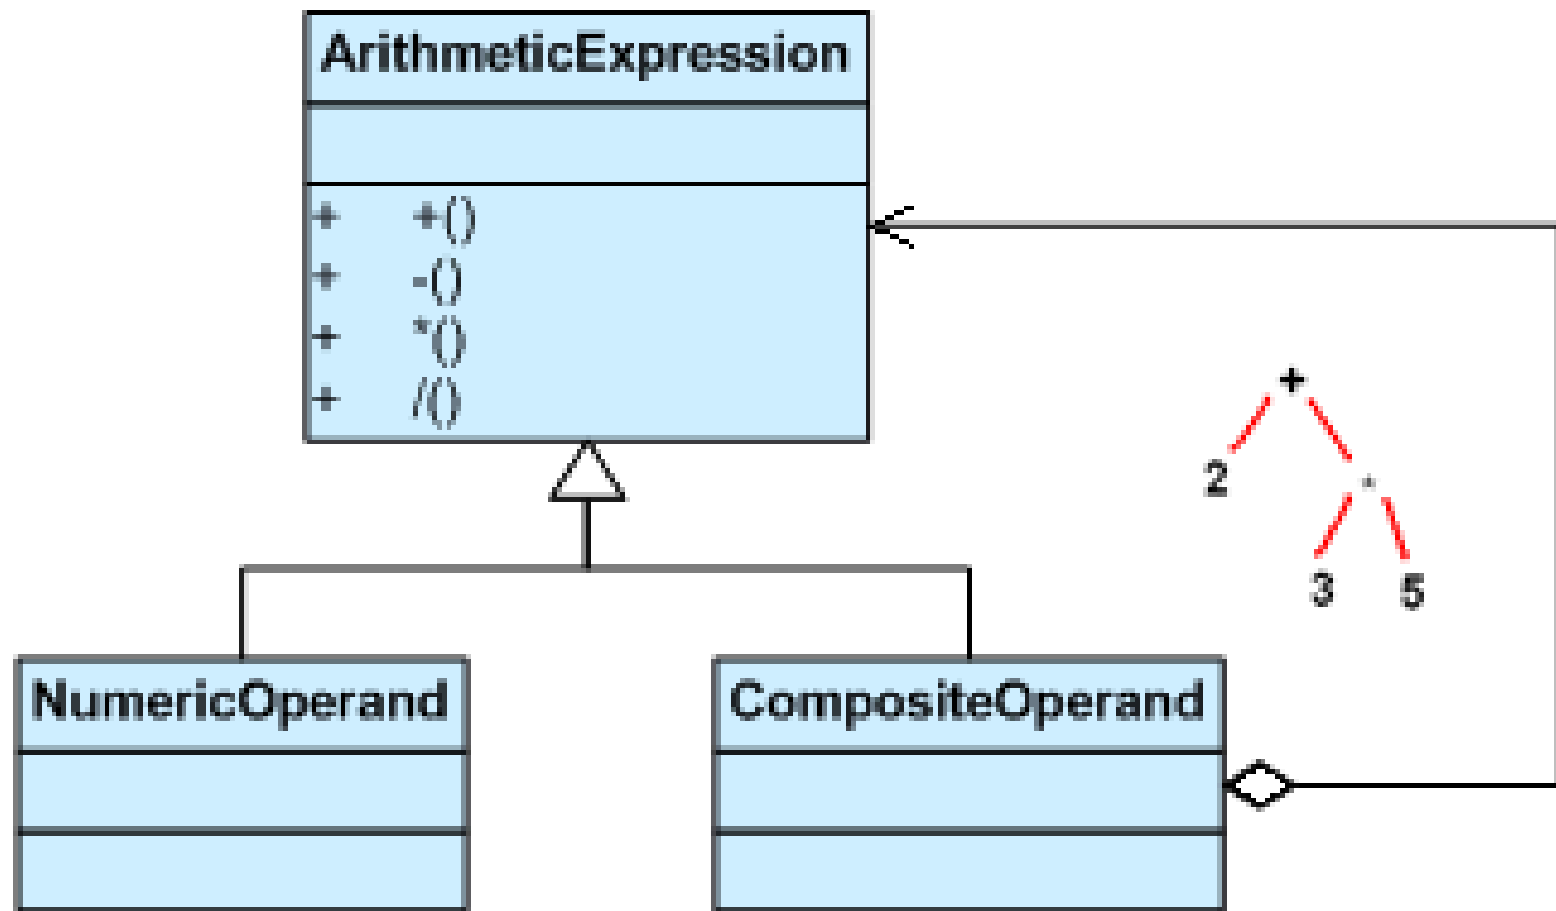 ArithmeticExpression
+ +()
+ -()
+ *()
+ /()
+
2
*
3 5
NumericOperand
CompositeOperand